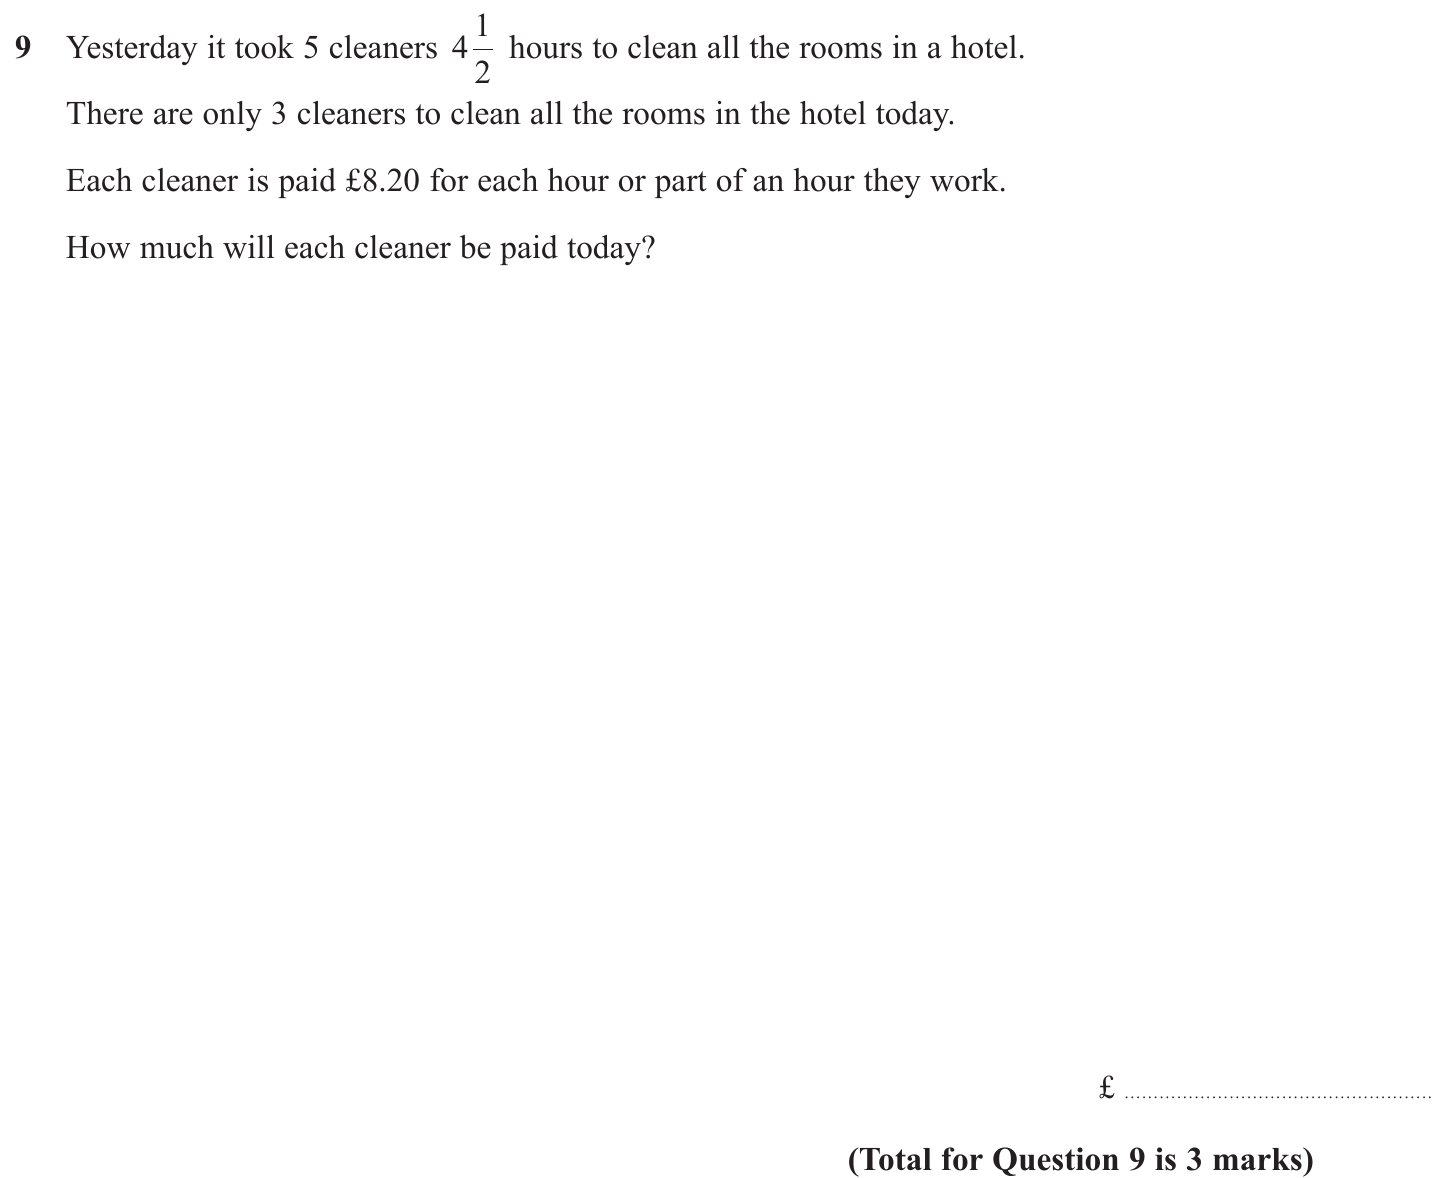 9 Yesterday it took 5 cleaners 4 1/2 hours to clean all the rooms in a hotel.
There are only 3 cleaners to clean all the rooms in the hotel today.
Each cleaner is paid £8.20 for each hour or part of an hour they work.
How much will each cleaner be paid today?
£ ......................................................
(Total for Question 9 is 3 marks)